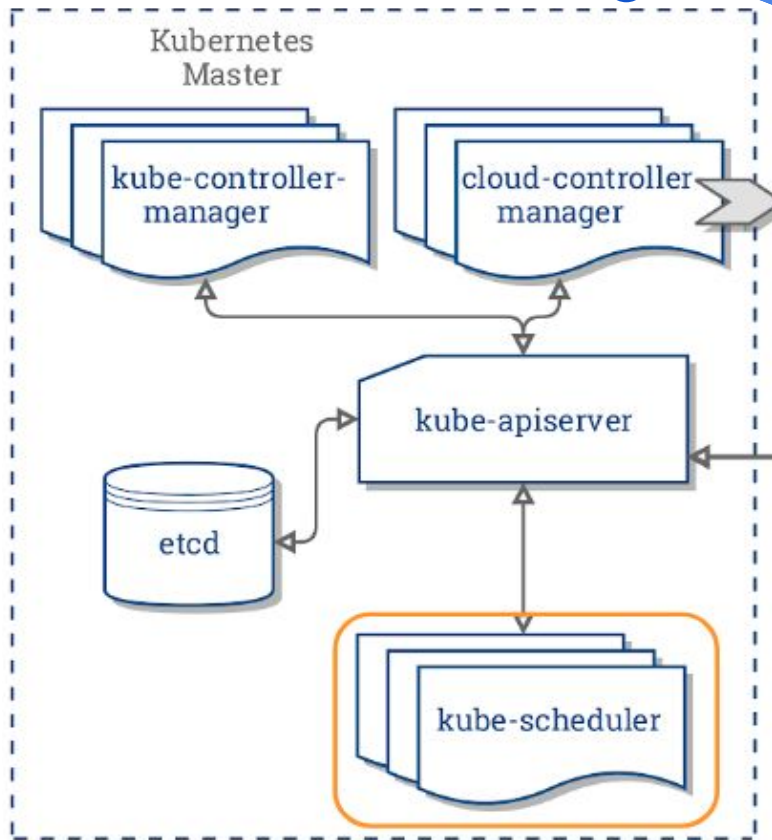 Kubernetes
Master
kube-controller-
manager
cloud-controller
manager
kube-apiserver
etcd
kube-scheduler